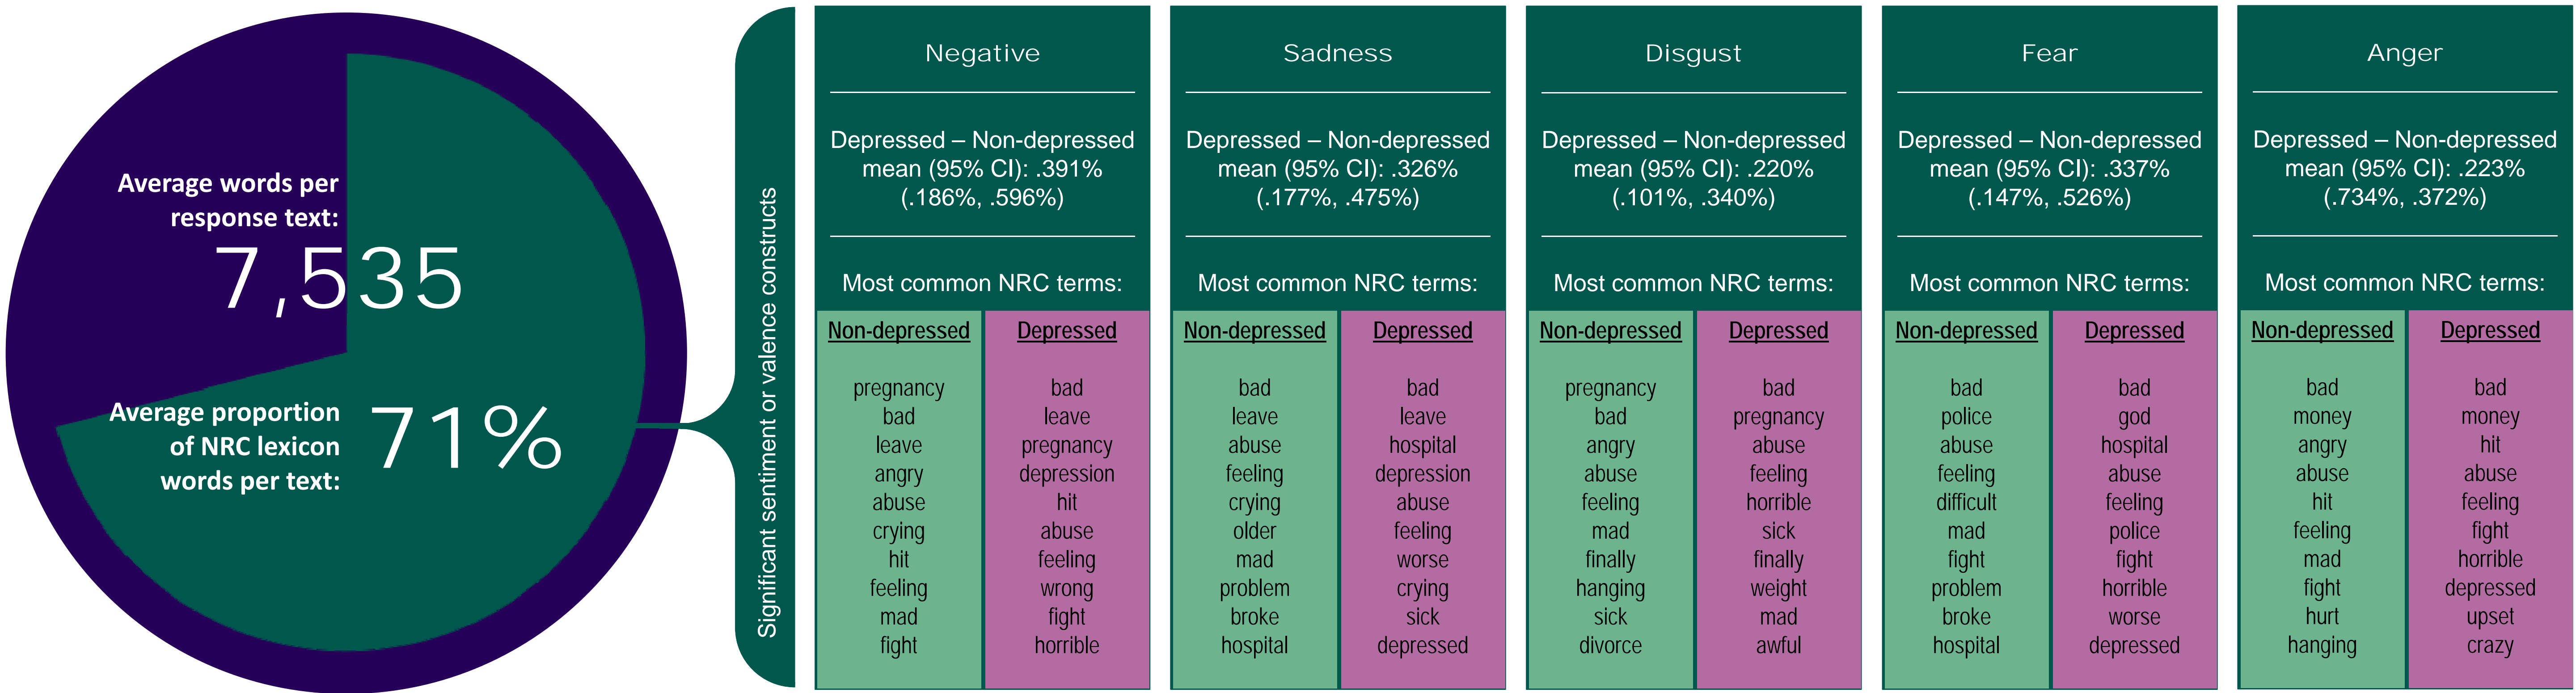 Average words per
response text:
7,535
Average proportion
of NRC lexicon
words per text:
71%
Significant sentiment or valence constructs
Negative
Depressed – Non-depressed
mean (95% CI): .391%
(.186%, .596%)
Most common NRC terms:
Non-depressed
pregnancy
bad
leave
angry
abuse
crying
hit
feeling
mad
fight
Depressed
bad
leave
pregnancy
depression
hit
abuse
feeling
wrong
fight
horrible
Sadness
Depressed – Non-depressed
mean (95% CI): .326%
(.177%, .475%)
Most common NRC terms:
Non-depressed
bad
leave
abuse
feeling
crying
older
mad
problem
broke
hospital
Depressed
bad
leave
hospital
depression
abuse
feeling
worse
crying
sick
depressed
Disgust
Depressed – Non-depressed
mean (95% CI): .220%
(.101%, .340%)
Most common NRC terms:
Non-depressed
pregnancy
bad
angry
abuse
feeling
mad
finally
hanging
sick
divorce
Depressed
bad
pregnancy
abuse
feeling
horrible
sick
finally
weight
mad
awful
Fear
Depressed – Non-depressed
mean (95% CI): .337%
(.147%, .526%)
Most common NRC terms:
Non-depressed
bad
police
abuse
feeling
difficult
mad
fight
problem
broke
hospital
Depressed
bad
god
hospital
abuse
feeling
police
fight
horrible
worse
depressed
Anger
Depressed – Non-depressed
mean (95% CI): .223%
(.734%, .372%)
Most common NRC terms:
Non-depressed
bad
money
angry
abuse
hit
feeling
mad
fight
hurt
hanging
Depressed
bad
money
hit
abuse
feeling
fight
horrible
depressed
upset
crazy